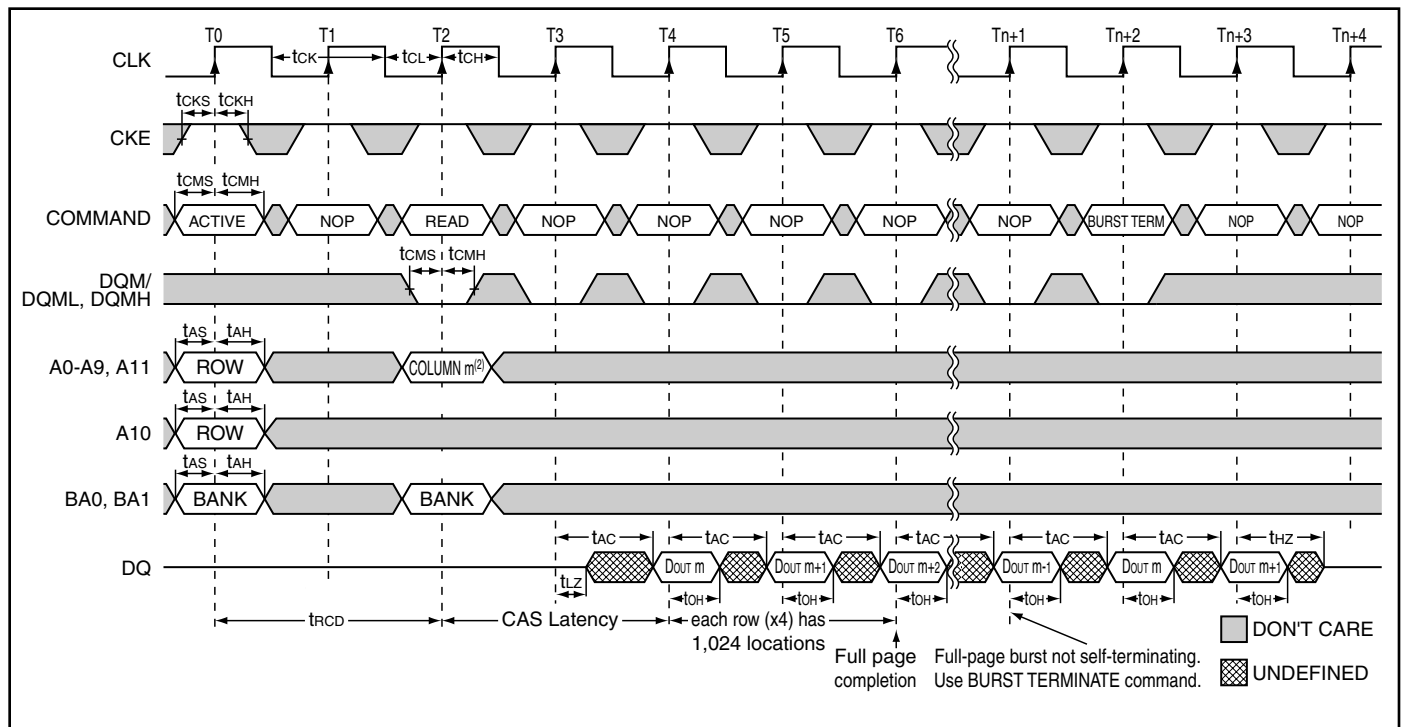 T0 T1 T2 T3 T4 T5 T6 Tn+1 Tn+2 Tn+3 Tn+4
CLK tCK tCL tCH
tCKS tCKH
CKE
tCMS tCMH
COMMAND ACTIVE NOP READ NOP NOP NOP NOP NOP BURST TERM NOP NOP
tCMS tCMH
DQM/
DQML, DQMH
tAS tAH
A0-A9, A11 ROW COLUMN m(2)
tAS tAH
A10 ROW
tAS tAH
BA0, BA1 BANK BANK
tAC tAC tAC tAC tAC tAC tHZ
DQ DOUT m DOUT m+1 DOUT m+2 DOUT m-1 DOUT m DOUT m+1
tLZ tOH tOH tOH tOH tOH tOH
tRCD CAS Latency each row (x4) has
1,024 locations
Full page
completion
Full-page burst not self-terminating.
Use BURST TERMINATE command.
DON'T CARE
UNDEFINED